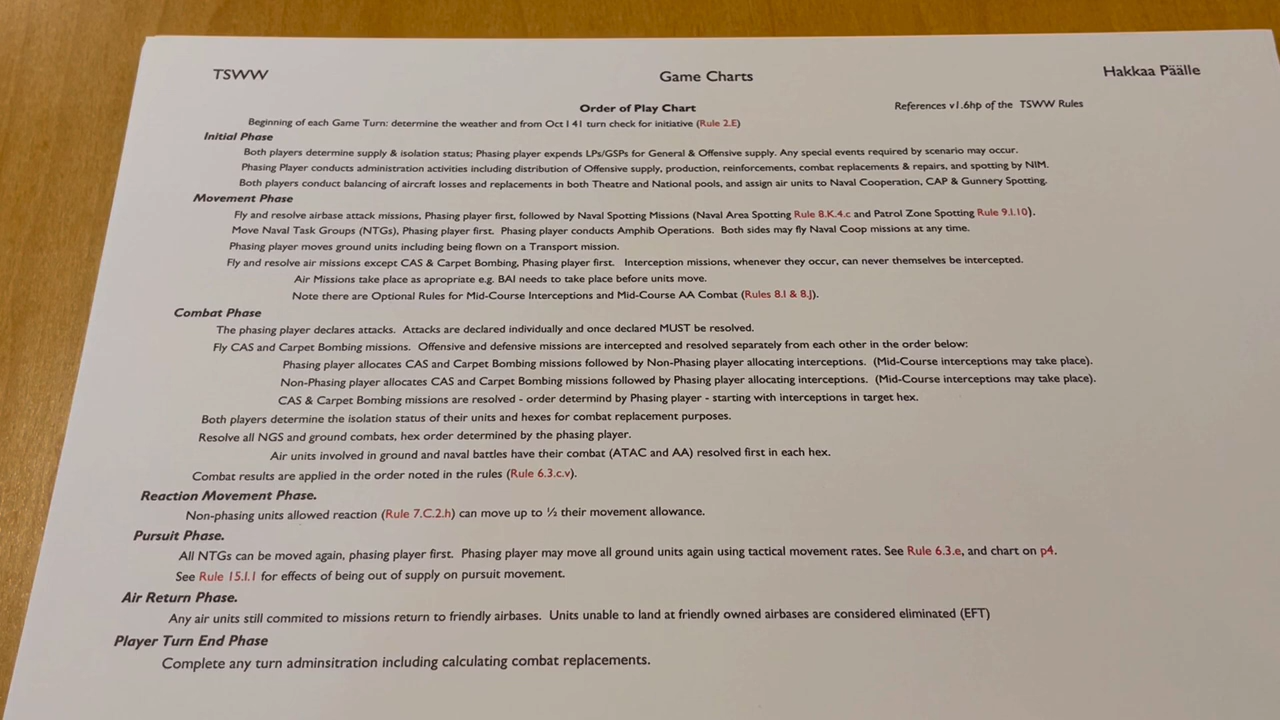 TSWW Game Charts Hakkaa Päälle
Order of Play Chart References v1.6hp of the TSWW Rules
Beginning of each Game Turn: determine the weather and from Oct I 41 turn check for initiative (Rule 2.E)
Initial Phase
Both players determine supply & isolation status; Phasing player expends LPs/GSPs for General & Offensive supply. Any special events required by scenario may occur.
Phasing Player conducts administration activities including distribution of Offensive supply, production, reinforcements, combat replacements & repairs, and spotting by NIM.
Both players conduct balancing of aircraft losses and replacements in both Theatre and National pools, and assign air units to Naval Cooperation, CAP & Gunnery Spotting.
Movement Phase
Fly and resolve airbase attack missions, Phasing player first, followed by Naval Spotting Missions (Naval Area Spotting Rule 8.K.4.c and Patrol Zone Spotting Rule 9.I.10).
Move Naval Task Groups (NTGs), Phasing player first. Phasing player conducts Amphib Operations. Both sides may fly Naval Coop missions at any time.
Phasing player moves ground units including being flown on a Transport mission.
Fly and resolve air missions except CAS & Carpet Bombing, Phasing player first. Interception missions, whenever they occur, can never themselves be intercepted.
Air Missions take place as apropriate e.g. BAI needs to take place before units move.
Note there are Optional Rules for Mid-Course Interceptions and Mid-Course AA Combat (Rules 8.I & 8.J).
Combat Phase
The phasing player declares attacks. Attacks are declared individually and once declared MUST be resolved.
Fly CAS and Carpet Bombing missions. Offensive and defensive missions are intercepted and resolved separately from each other in the order below:
Phasing player allocates CAS and Carpet Bombing missions followed by Non-Phasing player allocating interceptions. (Mid-Course interceptions may take place).
Non-Phasing player allocates CAS and Carpet Bombing missions followed by Phasing player allocating interceptions. (Mid-Course interceptions may take place).
CAS & Carpet Bombing missions are resolved - order determind by Phasing player - starting with interceptions in target hex.
Both players determine the isolation status of their units and hexes for combat replacement purposes.
Resolve all NGS and ground combats, hex order determined by the phasing player.
Air units involved in ground and naval battles have their combat (ATAC and AA) resolved first in each hex.
Combat results are applied in the order noted in the rules (Rule 6.3.c.v).
Reaction Movement Phase.
Non-phasing units allowed reaction (Rule 7.C.2.h) can move up to ½ their movement allowance.
Pursuit Phase.
All NTGs can be moved again, phasing player first. Phasing player may move all ground units again using tactical movement rates. See Rule 6.3.e, and chart on p4.
See Rule 15.I.1 for effects of being out of supply on pursuit movement.
Air Return Phase.
Any air units still commited to missions return to friendly airbases. Units unable to land at friendly owned airbases are considered eliminated (EFT)
Player Turn End Phase
Complete any turn adminsitration including calculating combat replacements.